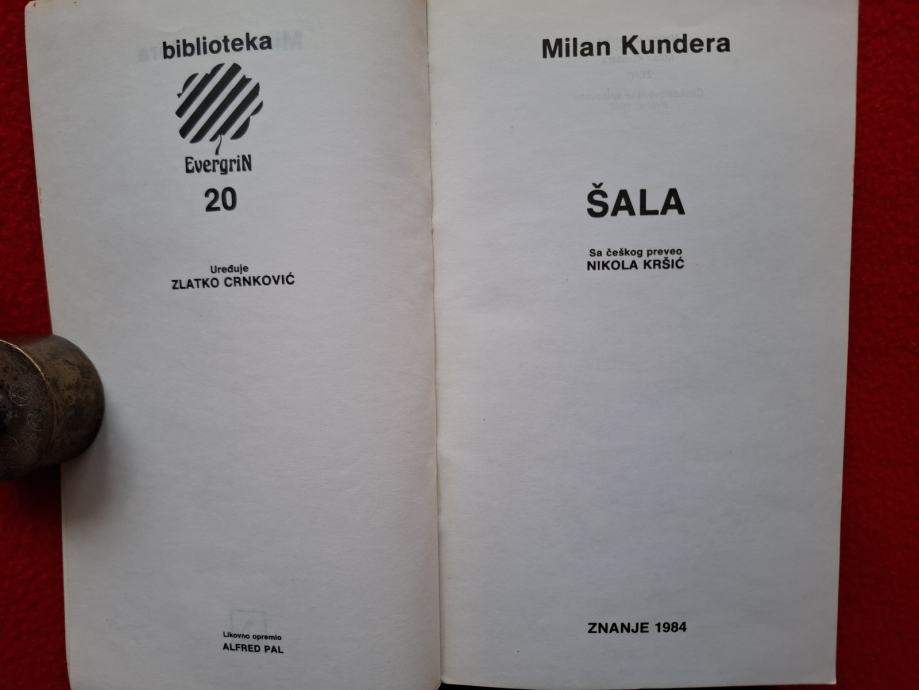 biblioteka
EvergriN
20
Uređuje
ZLATKO CRNKOVIĆ
Likovno opremio
ALFRED PAL
Milan Kundera
ŠALA
Sa češkog preveo
NIKOLA KRŠIĆ
ZNANJE 1984